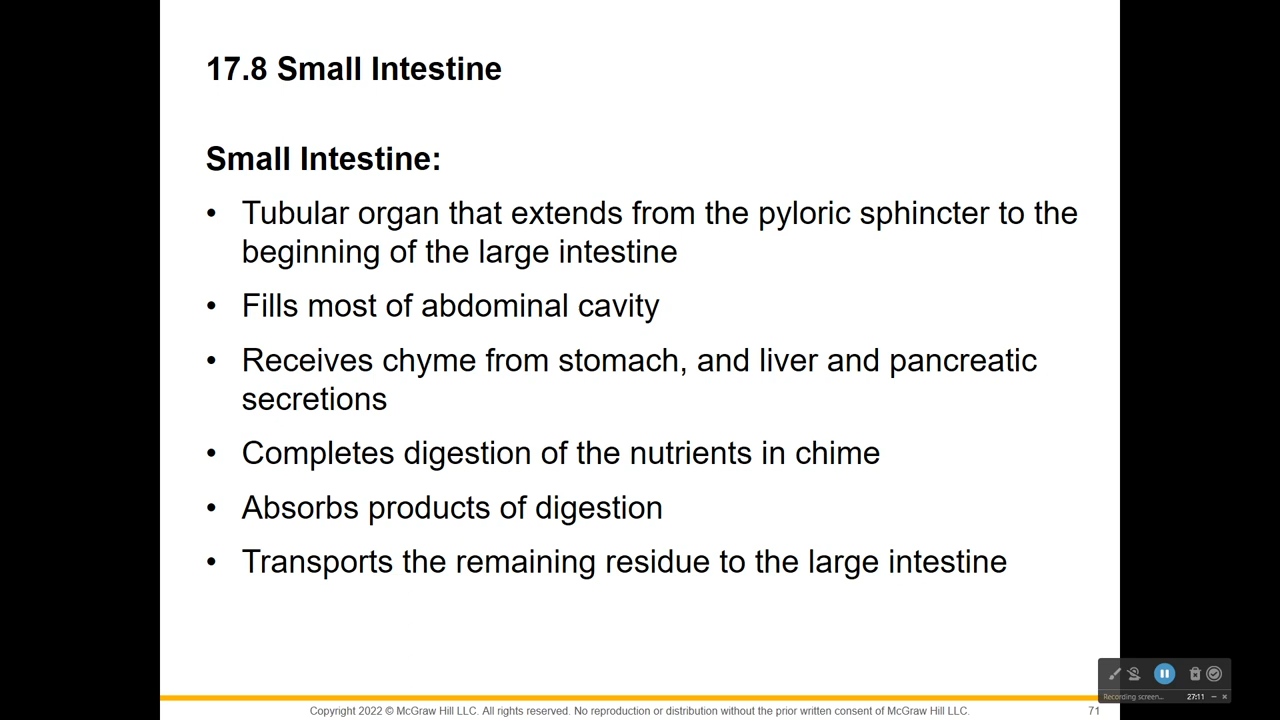 17.8 Small Intestine
Small Intestine:
• Tubular organ that extends from the pyloric sphincter to the
beginning of the large intestine
• Fills most of abdominal cavity
• Receives chyme from stomach, and liver and pancreatic
secretions
• Completes digestion of the nutrients in chime
• Absorbs products of digestion
• Transports the remaining residue to the large intestine
Recording screen...
27:11
Copyright 2022 © McGraw Hill LLC. All rights reserved. No reproduction or distribution without the prior written consent of McGraw Hill LLC.
71